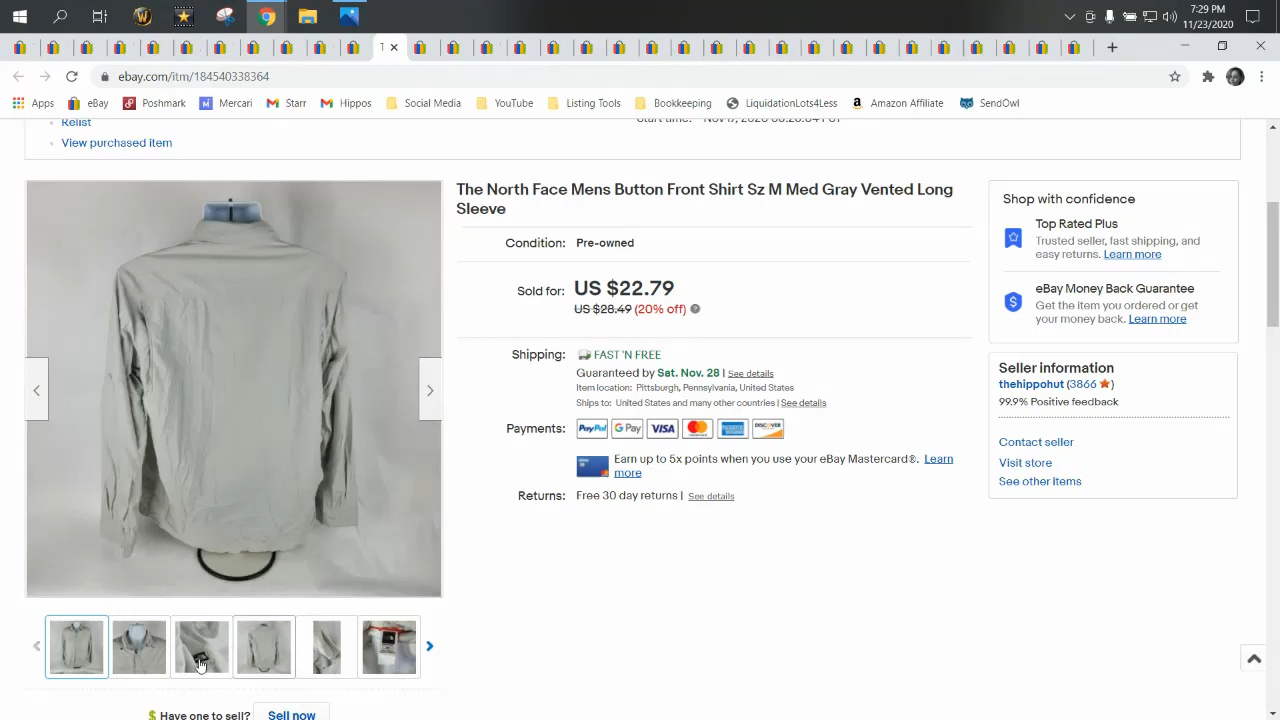 7:29 PM
11/23/2020
T
ebay.com/itm/184540338364
Apps eBay Poshmark Mercari Starr Hippos Social Media YouTube Listing Tools Bookkeeping LiquidationLots4Less Amazon Affiliate SendOwl
Relist
View purchased item
The North Face Mens Button Front Shirt Sz M Med Gray Vented Long
Sleeve
Condition: Pre-owned
Sold for: US $22.79
US $28.49 (20% off)
Shipping: FAST 'N FREE
Guaranteed by Sat. Nov. 28 | See details
Item location: Pittsburgh, Pennsylvania, United States
Ships to: United States and many other countries | See details
Payments: PayPal G Pay VISA mastercard AMERICAN EXPRESS DISCOVER
Earn up to 5x points when you use your eBay Mastercard®. Learn
more
Returns: Free 30 day returns | See details
Shop with confidence
Top Rated Plus
Trusted seller, fast shipping, and
easy returns. Learn more
eBay Money Back Guarantee
Get the item you ordered or get
your money back. Learn more
Seller information
thehippohut (3866)
99.9% Positive feedback
Contact seller
Visit store
See other items
Have one to sell? Sell now